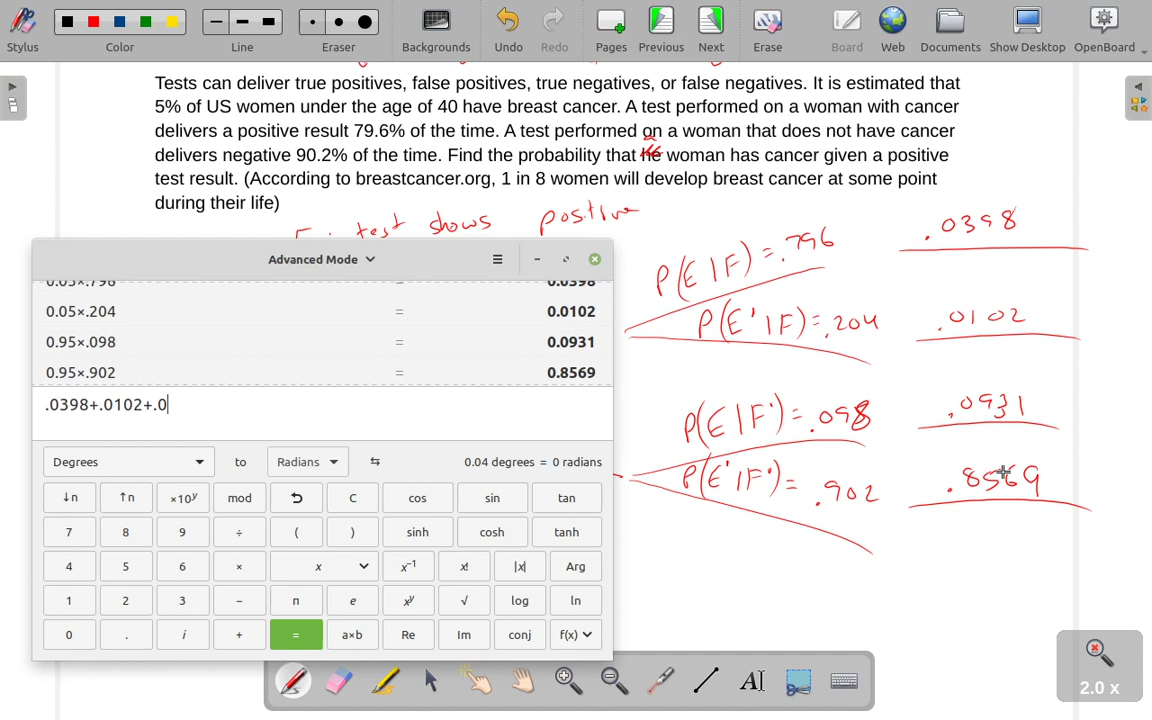 Stylus Color Line Eraser Backgrounds Undo Redo Pages Previous Next Erase Board Web Documents Show Desktop OpenBoard
Tests can deliver true positives, false positives, true negatives, or false negatives. It is estimated that
5% of US women under the age of 40 have breast cancer. A test performed on a woman with cancer
delivers a positive result 79.6% of the time. A test performed on a woman that does not have cancer
delivers negative 90.2% of the time. Find the probability that a woman has cancer given a positive
test result. (According to breastcancer.org, 1 in 8 women will develop breast cancer at some point
during their life)
E: test shows positive
P(E|F)=.796
.0398
P(E'|F)=.204
.0102
P(E|F')=.098
.0931
P(E'|F')=.902
.8569
Advanced Mode
0.05×.796 = 0.0398
0.05×.204 = 0.0102
0.95×.098 = 0.0931
0.95×.902 = 0.8569
.0398+.0102+.0
Degrees to Radians 0.04 degrees = 0 radians
↓n ↑n ×10ʸ mod C cos sin tan
7 8 9 ÷ ( ) sinh cosh tanh
4 5 6 × x x⁻¹ x! |x| Arg
1 2 3 − π e xʸ √ log ln
0 . i + = a×b Re Im conj f(x)
2.0 x